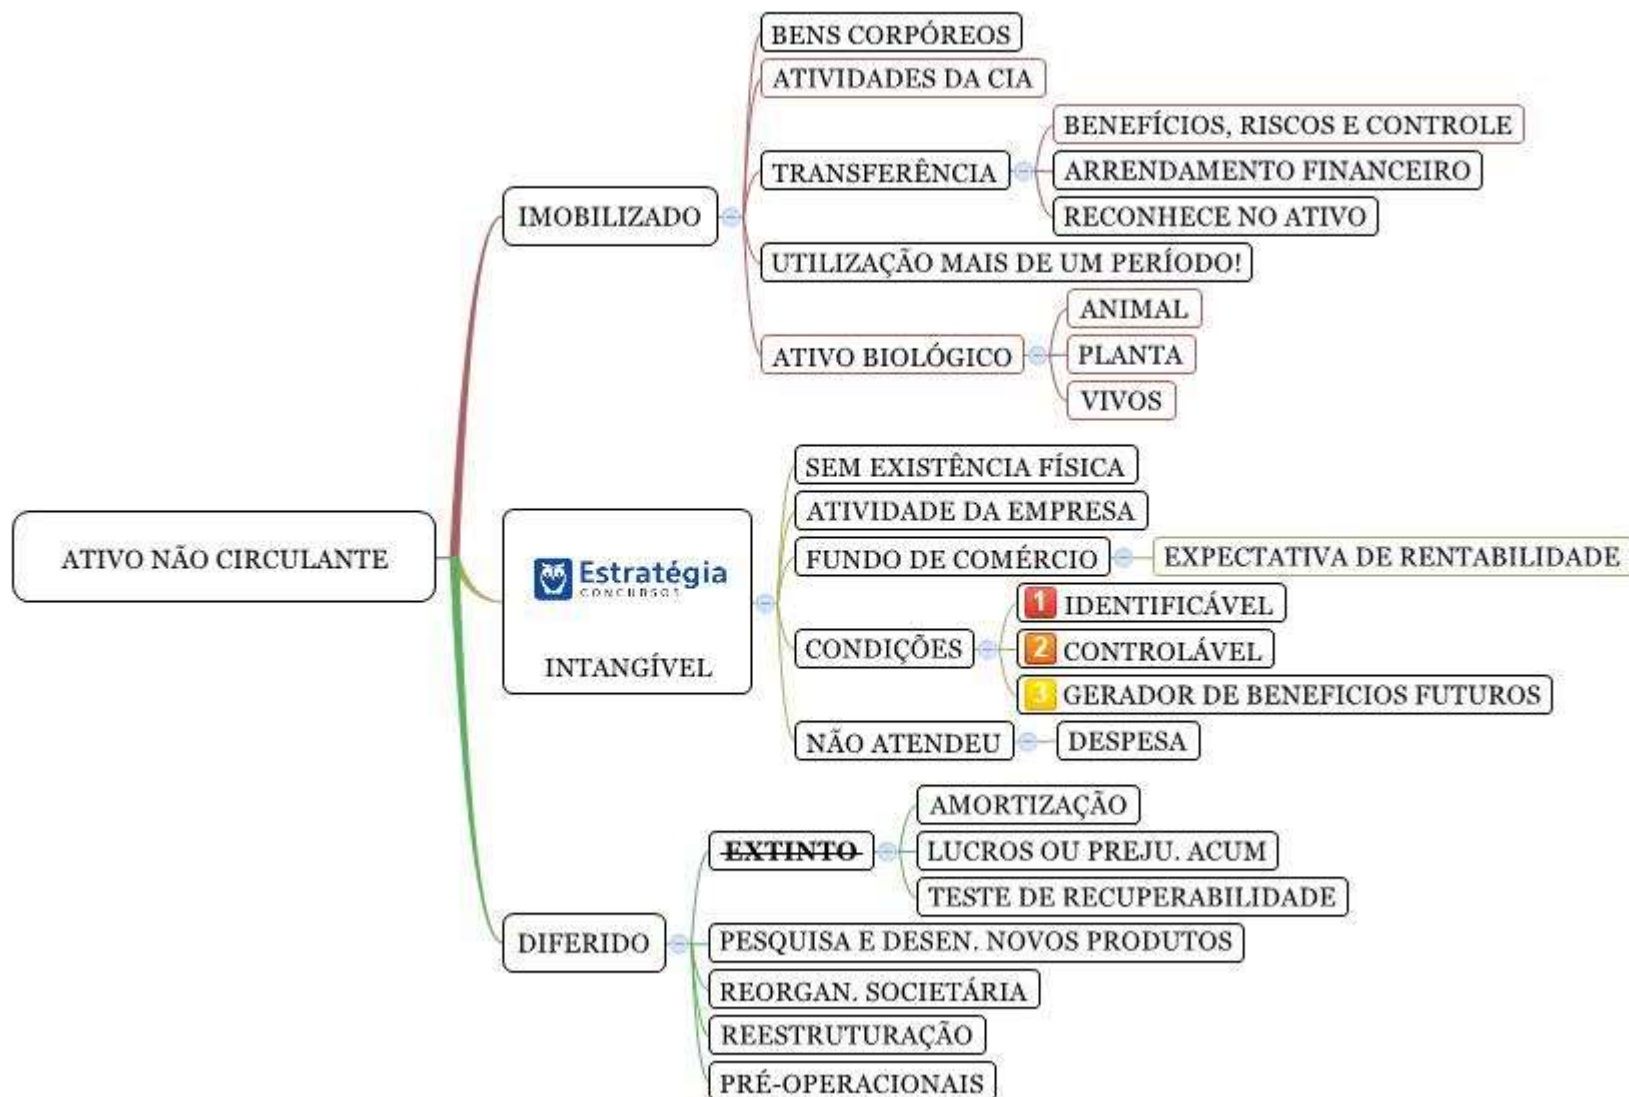 ATIVO NÃO CIRCULANTE
IMOBILIZADO
BENS CORPÓREOS
ATIVIDADES DA CIA
TRANSFERÊNCIA
BENEFÍCIOS, RISCOS E CONTROLE
ARRENDAMENTO FINANCEIRO
RECONHECE NO ATIVO
UTILIZAÇÃO MAIS DE UM PERÍODO!
ATIVO BIOLÓGICO
ANIMAL
PLANTA
VIVOS
Estratégia
CONCURSOS
INTANGÍVEL
SEM EXISTÊNCIA FÍSICA
ATIVIDADE DA EMPRESA
FUNDO DE COMÉRCIO
EXPECTATIVA DE RENTABILIDADE
CONDIÇÕES
1 IDENTIFICÁVEL
2 CONTROLÁVEL
3 GERADOR DE BENEFICIOS FUTUROS
NÃO ATENDEU
DESPESA
DIFERIDO
EXTINTO
AMORTIZAÇÃO
LUCROS OU PREJU. ACUM
TESTE DE RECUPERABILIDADE
PESQUISA E DESEN. NOVOS PRODUTOS
REORGAN. SOCIETÁRIA
REESTRUTURAÇÃO
PRÉ-OPERACIONAIS